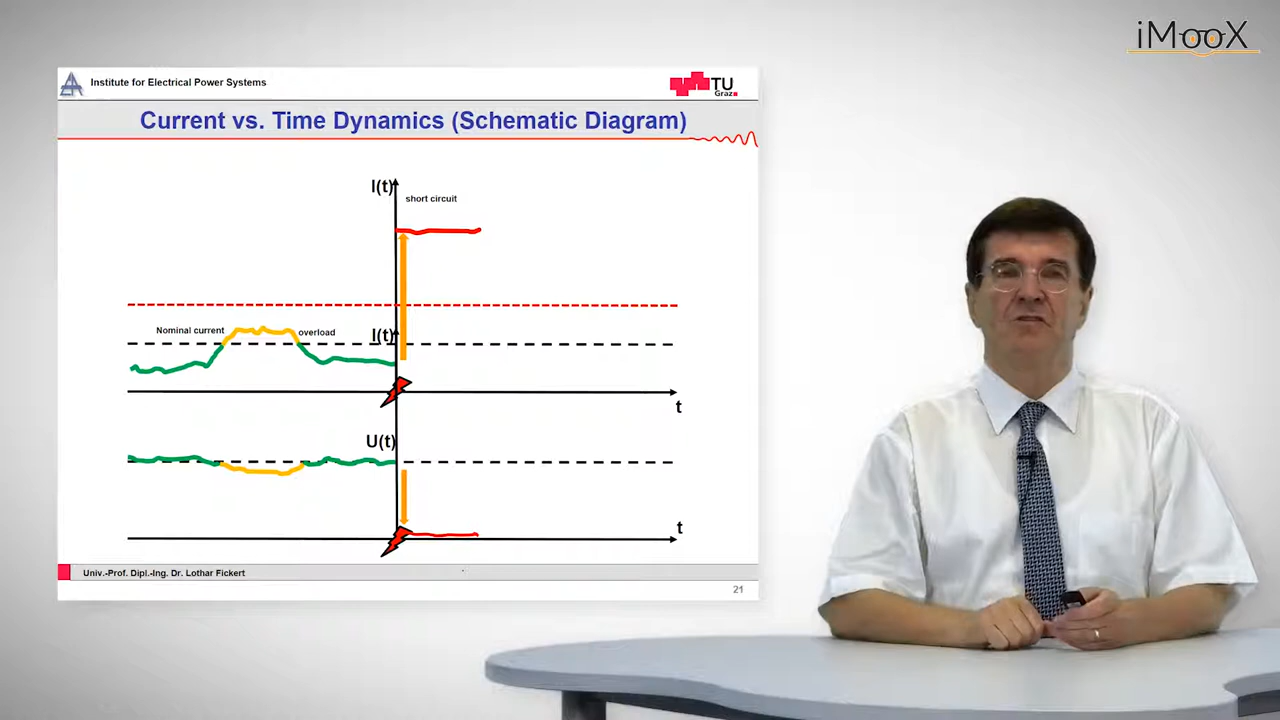 iMooX
Institute for Electrical Power Systems
TU
Graz
Current vs. Time Dynamics (Schematic Diagram)
I(t)
short circuit
Nominal current
overload
I(t)
t
U(t)
t
Univ.-Prof. Dipl.-Ing. Dr. Lothar Fickert
21